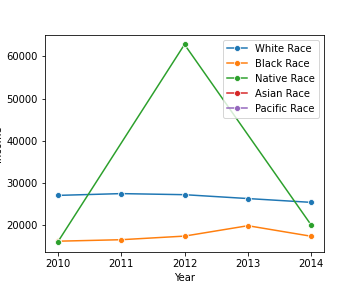 60000
50000
40000
30000
20000
2010
2011
2012
2013
2014
Year
White Race
Black Race
Native Race
Asian Race
Pacific Race